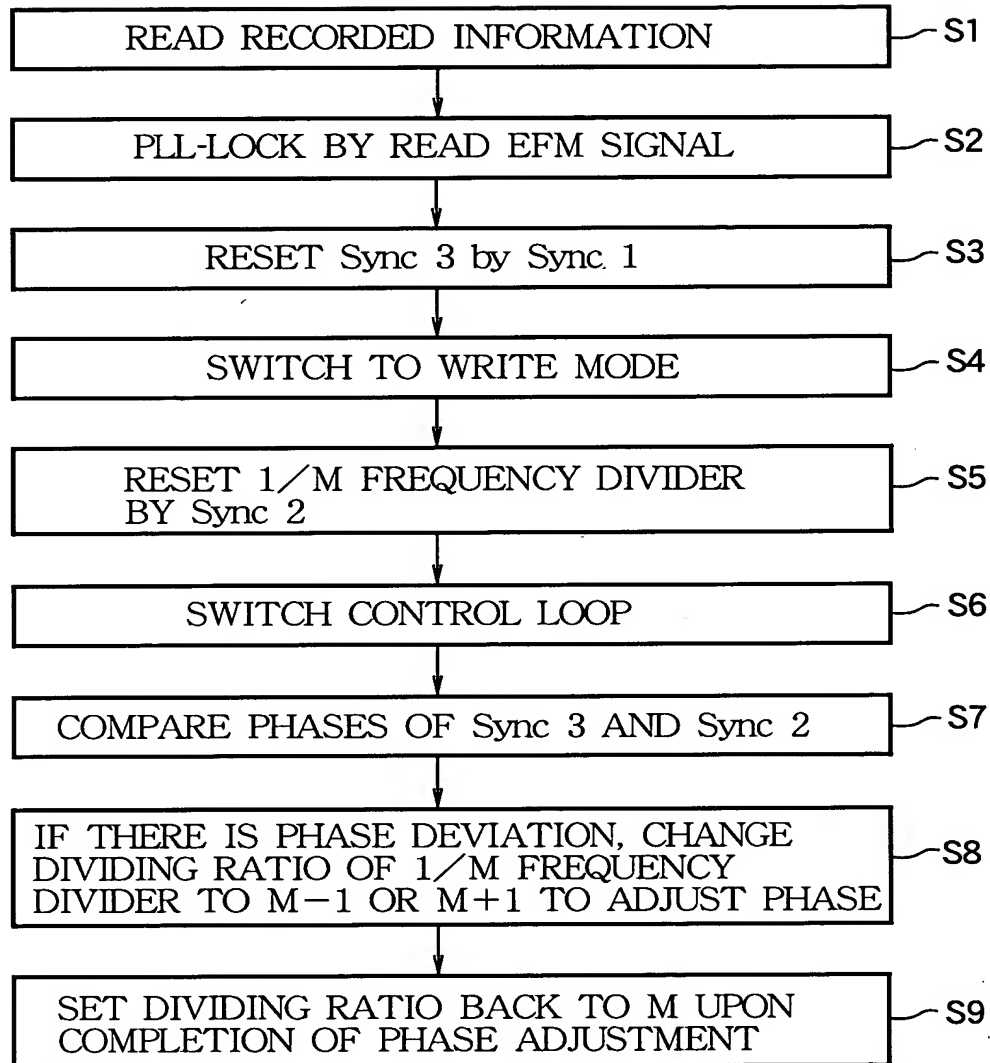 READ RECORDED INFORMATION S1
PLL-LOCK BY READ EFM SIGNAL S2
RESET Sync 3 by Sync 1 S3
SWITCH TO WRITE MODE S4
RESET 1/M FREQUENCY DIVIDER S5
BY Sync 2
SWITCH CONTROL LOOP S6
COMPARE PHASES OF Sync 3 AND Sync 2 S7
IF THERE IS PHASE DEVIATION, CHANGE
DIVIDING RATIO OF 1/M FREQUENCY S8
DIVIDER TO M-1 OR M+1 TO ADJUST PHASE
SET DIVIDING RATIO BACK TO M UPON S9
COMPLETION OF PHASE ADJUSTMENT